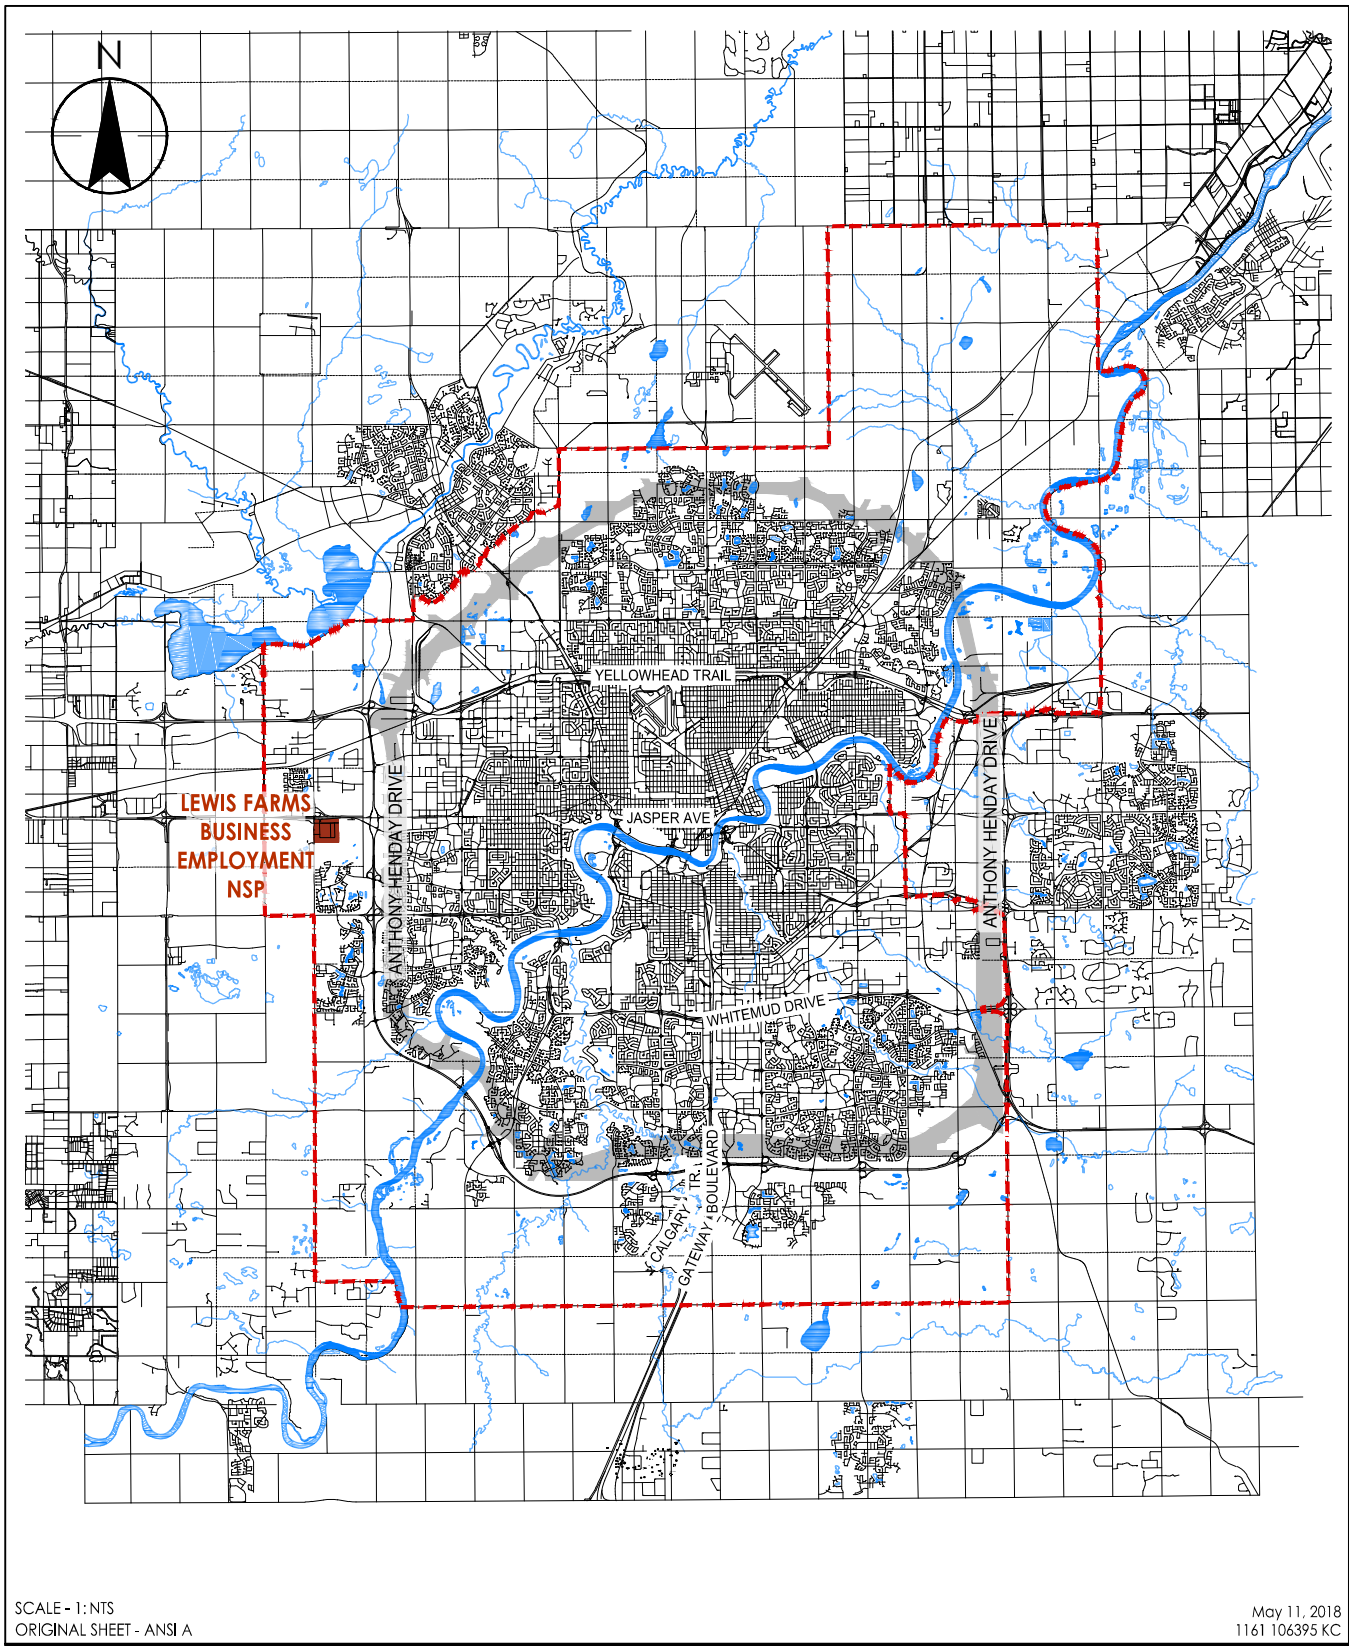 N
YELLOWHEAD TRAIL
ANTHONY HENDAY DRIVE
ANTHONY HENDAY DRIVE
LEWIS FARMS
BUSINESS
EMPLOYMENT
NSP
JASPER AVE
WHITEMUD DRIVE
CALGARY TR.
GATEWAY BOULEVARD
SCALE - 1: NTS
ORIGINAL SHEET - ANSI A
May 11, 2018
1161 106395 KC